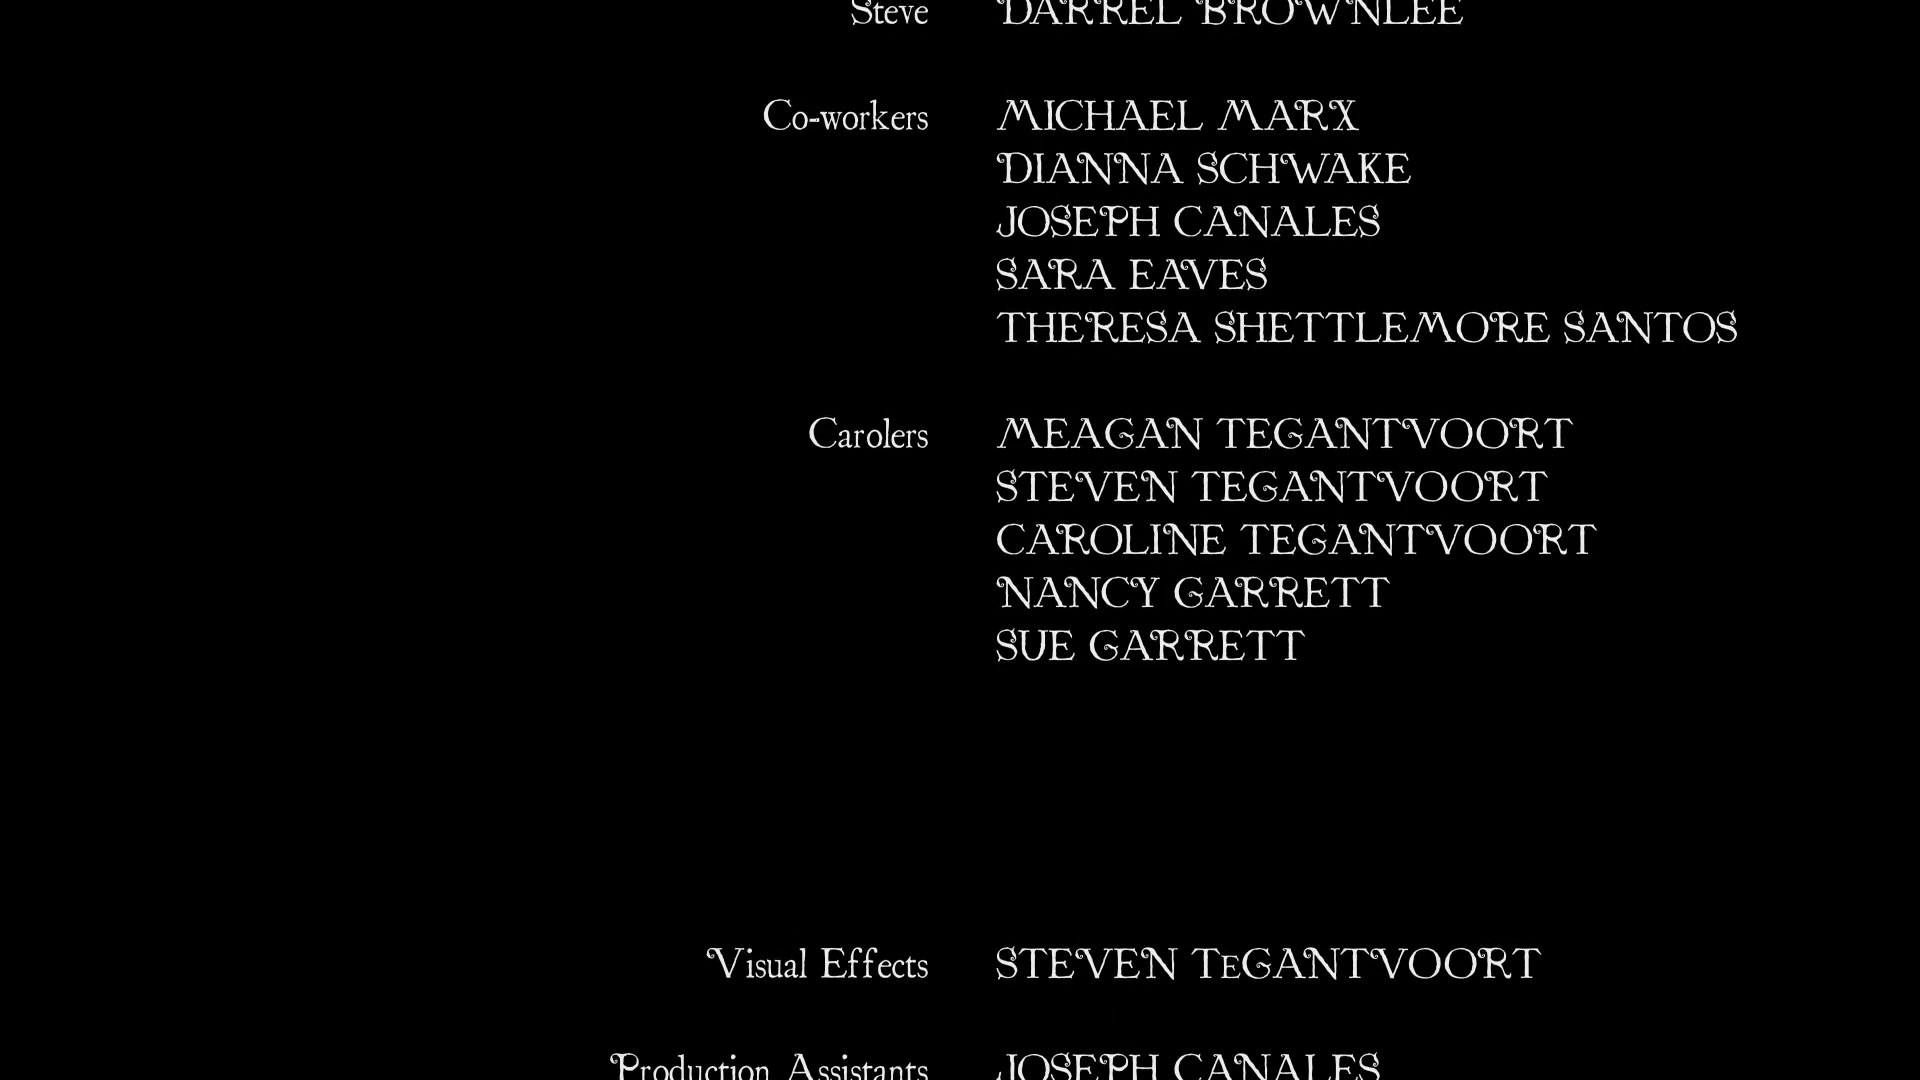 Steve DARREL BROWNLEE
Co-workers MICHAEL MARX
DIANNA SCHWAKE
JOSEPH CANALES
SARA EAVES
THERESA SHETTLEMORE SANTOS
Carolers MEAGAN TEGANTVOORT
STEVEN TEGANTVOORT
CAROLINE TEGANTVOORT
NANCY GARRETT
SUE GARRETT
Visual Effects STEVEN TeGANTVOORT
Production Assistants JOSEPH CANALES